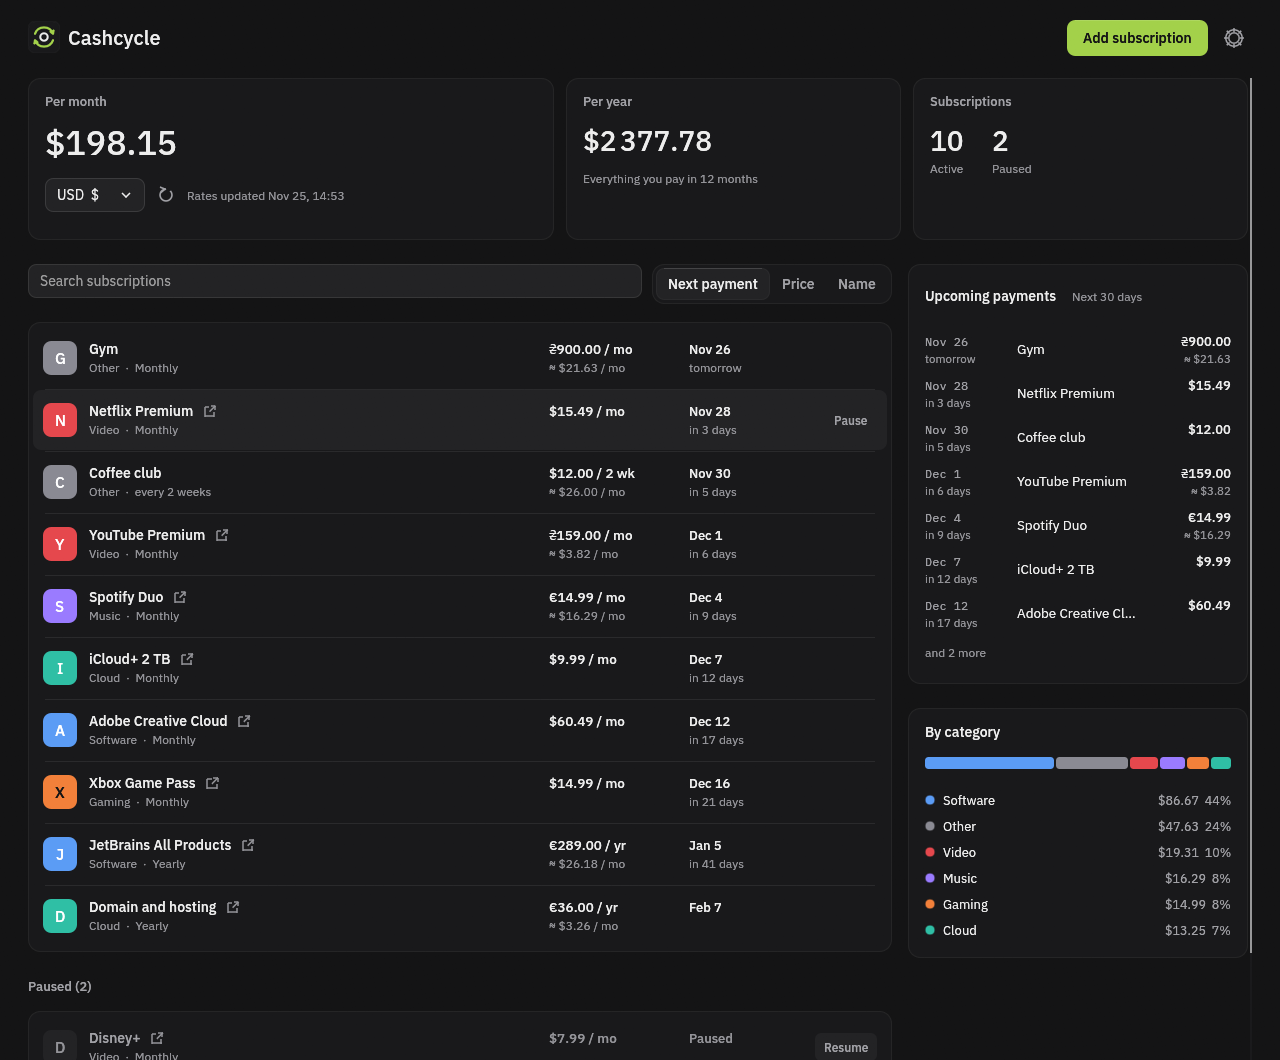 Cashcycle
Add subscription
Per month
$198.15
USD $
Rates updated Nov 25, 14:53
Per year
$2 377.78
Everything you pay in 12 months
Subscriptions
10 2
Active Paused
Search subscriptions
Next payment Price Name
G
Gym
Other · Monthly
₴900.00 / mo
≈ $21.63 / mo
Nov 26
tomorrow
N
Netflix Premium
Video · Monthly
$15.49 / mo
Nov 28
in 3 days
Pause
C
Coffee club
Other · every 2 weeks
$12.00 / 2 wk
≈ $26.00 / mo
Nov 30
in 5 days
Y
YouTube Premium
Video · Monthly
₴159.00 / mo
≈ $3.82 / mo
Dec 1
in 6 days
S
Spotify Duo
Music · Monthly
€14.99 / mo
≈ $16.29 / mo
Dec 4
in 9 days
I
iCloud+ 2 TB
Cloud · Monthly
$9.99 / mo
Dec 7
in 12 days
A
Adobe Creative Cloud
Software · Monthly
$60.49 / mo
Dec 12
in 17 days
X
Xbox Game Pass
Gaming · Monthly
$14.99 / mo
Dec 16
in 21 days
J
JetBrains All Products
Software · Yearly
€289.00 / yr
≈ $26.18 / mo
Jan 5
in 41 days
D
Domain and hosting
Cloud · Yearly
€36.00 / yr
≈ $3.26 / mo
Feb 7
Paused (2)
D
Disney+
Video · Monthly
$7.99 / mo
Paused
Resume
Upcoming payments Next 30 days
Nov 26
tomorrow
Gym
₴900.00
≈ $21.63
Nov 28
in 3 days
Netflix Premium
$15.49
Nov 30
in 5 days
Coffee club
$12.00
Dec 1
in 6 days
YouTube Premium
₴159.00
≈ $3.82
Dec 4
in 9 days
Spotify Duo
€14.99
≈ $16.29
Dec 7
in 12 days
iCloud+ 2 TB
$9.99
Dec 12
in 17 days
Adobe Creative Cl...
$60.49
and 2 more
By category
Software $86.67 44%
Other $47.63 24%
Video $19.31 10%
Music $16.29 8%
Gaming $14.99 8%
Cloud $13.25 7%